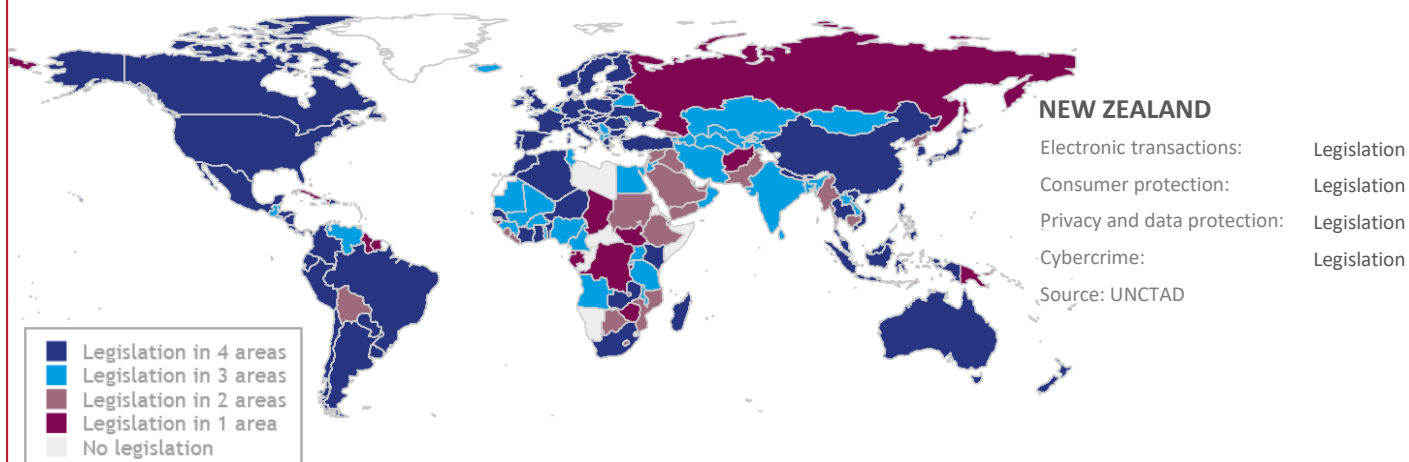 NEW ZEALAND
Electronic transactions: Legislation
Consumer protection: Legislation
Privacy and data protection: Legislation
Cybercrime: Legislation
Source: UNCTAD
Legislation in 4 areas
Legislation in 3 areas
Legislation in 2 areas
Legislation in 1 area
No legislation